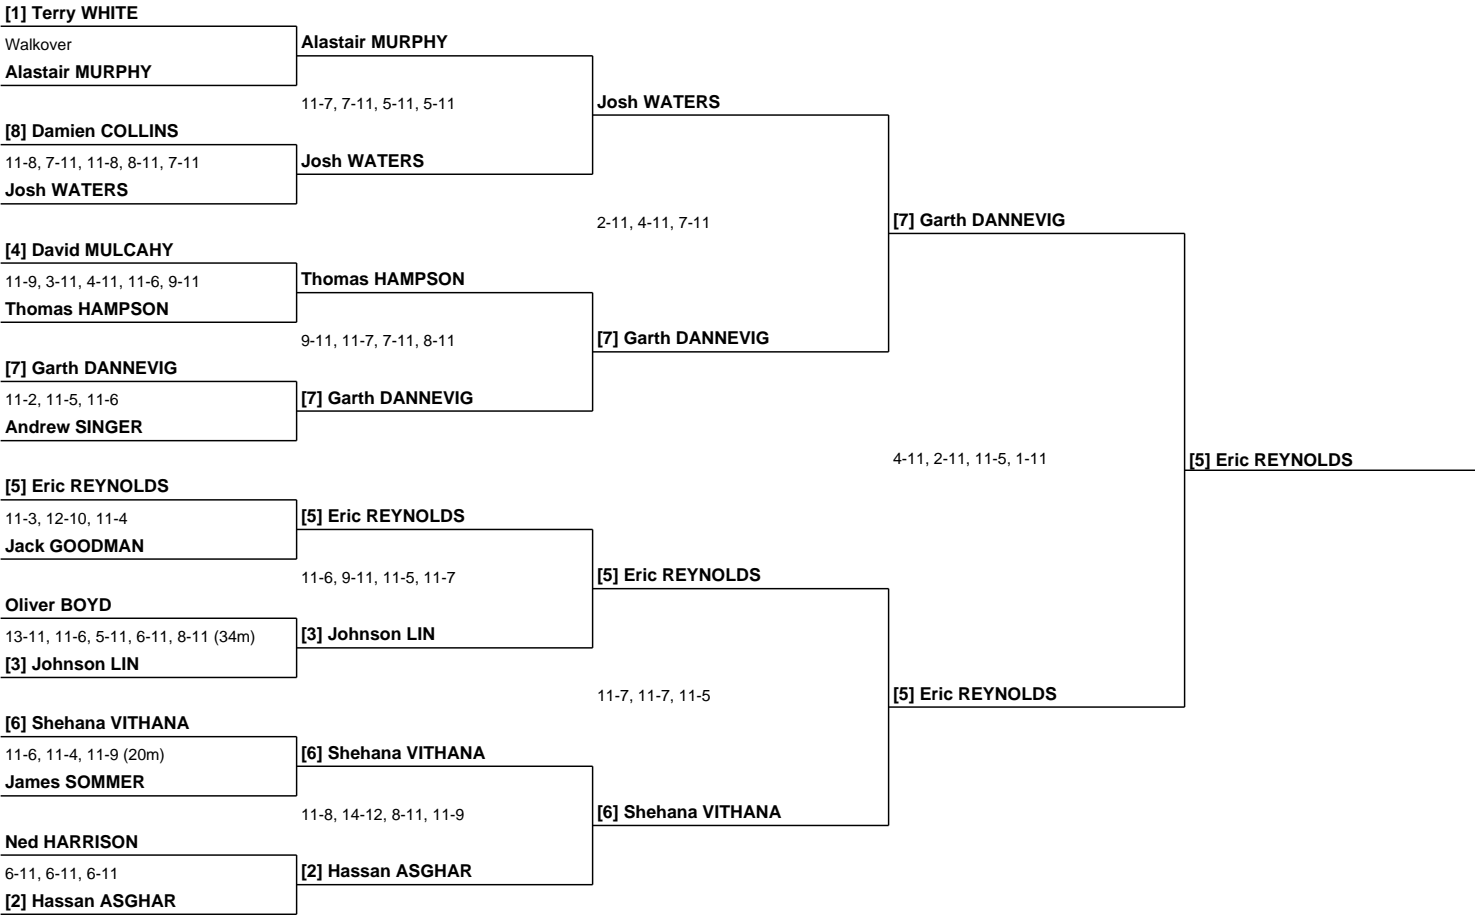 [1] Terry WHITE
Walkover
Alastair MURPHY
[8] Damien COLLINS
11-8, 7-11, 11-8, 8-11, 7-11
Josh WATERS
[4] David MULCAHY
11-9, 3-11, 4-11, 11-6, 9-11
Thomas HAMPSON
[7] Garth DANNEVIG
11-2, 11-5, 11-6
Andrew SINGER
[5] Eric REYNOLDS
11-3, 12-10, 11-4
Jack GOODMAN
Oliver BOYD
13-11, 11-6, 5-11, 6-11, 8-11 (34m)
[3] Johnson LIN
[6] Shehana VITHANA
11-6, 11-4, 11-9 (20m)
James SOMMER
Ned HARRISON
6-11, 6-11, 6-11
[2] Hassan ASGHAR
Alastair MURPHY
11-7, 7-11, 5-11, 5-11
Josh WATERS
Thomas HAMPSON
9-11, 11-7, 7-11, 8-11
[7] Garth DANNEVIG
[5] Eric REYNOLDS
11-6, 9-11, 11-5, 11-7
[3] Johnson LIN
[6] Shehana VITHANA
11-8, 14-12, 8-11, 11-9
[2] Hassan ASGHAR
Josh WATERS
2-11, 4-11, 7-11
[7] Garth DANNEVIG
[5] Eric REYNOLDS
11-7, 11-7, 11-5
[6] Shehana VITHANA
[7] Garth DANNEVIG
4-11, 2-11, 11-5, 1-11
[5] Eric REYNOLDS
[5] Eric REYNOLDS